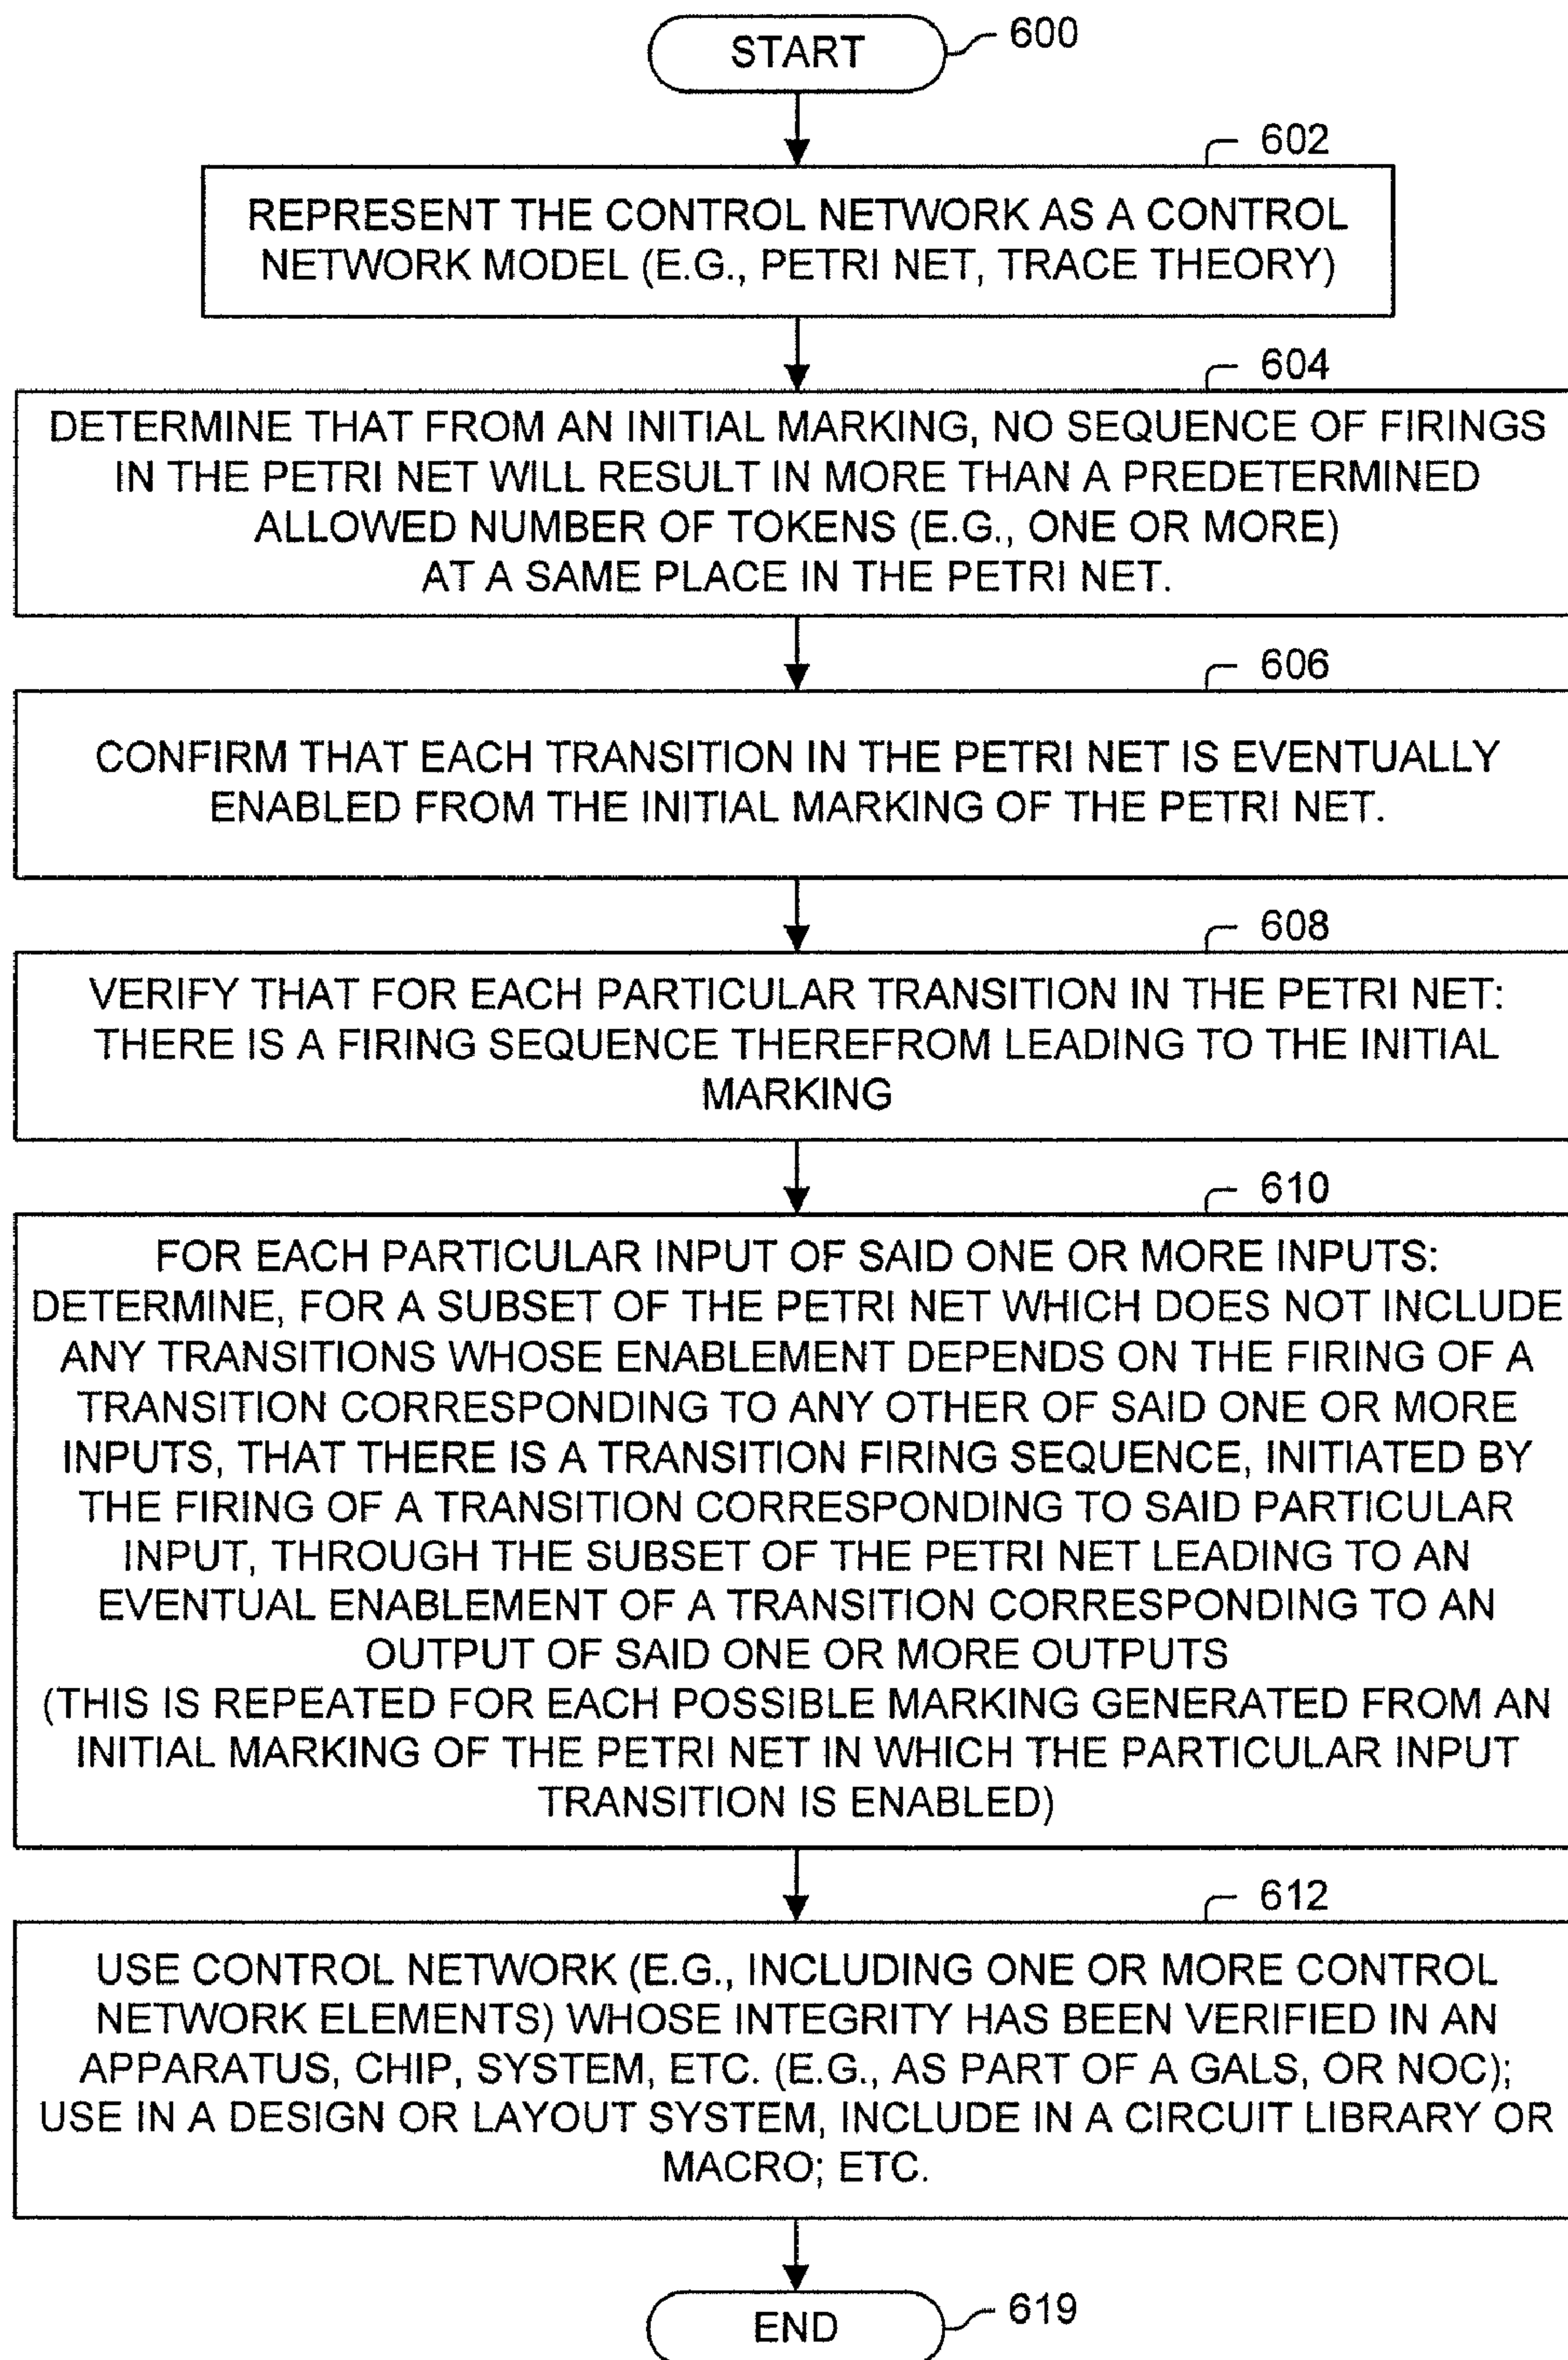 START
600
602
REPRESENT THE CONTROL NETWORK AS A CONTROL
NETWORK MODEL (E.G., PETRI NET, TRACE THEORY)
604
DETERMINE THAT FROM AN INITIAL MARKING, NO SEQUENCE OF FIRINGS
IN THE PETRI NET WILL RESULT IN MORE THAN A PREDETERMINED
ALLOWED NUMBER OF TOKENS (E.G., ONE OR MORE)
AT A SAME PLACE IN THE PETRI NET.
606
CONFIRM THAT EACH TRANSITION IN THE PETRI NET IS EVENTUALLY
ENABLED FROM THE INITIAL MARKING OF THE PETRI NET.
608
VERIFY THAT FOR EACH PARTICULAR TRANSITION IN THE PETRI NET:
THERE IS A FIRING SEQUENCE THEREFROM LEADING TO THE INITIAL
MARKING
610
FOR EACH PARTICULAR INPUT OF SAID ONE OR MORE INPUTS:
DETERMINE, FOR A SUBSET OF THE PETRI NET WHICH DOES NOT INCLUDE
ANY TRANSITIONS WHOSE ENABLEMENT DEPENDS ON THE FIRING OF A
TRANSITION CORRESPONDING TO ANY OTHER OF SAID ONE OR MORE
INPUTS, THAT THERE IS A TRANSITION FIRING SEQUENCE, INITIATED BY
THE FIRING OF A TRANSITION CORRESPONDING TO SAID PARTICULAR
INPUT, THROUGH THE SUBSET OF THE PETRI NET LEADING TO AN
EVENTUAL ENABLEMENT OF A TRANSITION CORRESPONDING TO AN
OUTPUT OF SAID ONE OR MORE OUTPUTS
(THIS IS REPEATED FOR EACH POSSIBLE MARKING GENERATED FROM AN
INITIAL MARKING OF THE PETRI NET IN WHICH THE PARTICULAR INPUT
TRANSITION IS ENABLED)
612
USE CONTROL NETWORK (E.G., INCLUDING ONE OR MORE CONTROL
NETWORK ELEMENTS) WHOSE INTEGRITY HAS BEEN VERIFIED IN AN
APPARATUS, CHIP, SYSTEM, ETC. (E.G., AS PART OF A GALS, OR NOC);
USE IN A DESIGN OR LAYOUT SYSTEM, INCLUDE IN A CIRCUIT LIBRARY OR
MACRO; ETC.
END
619